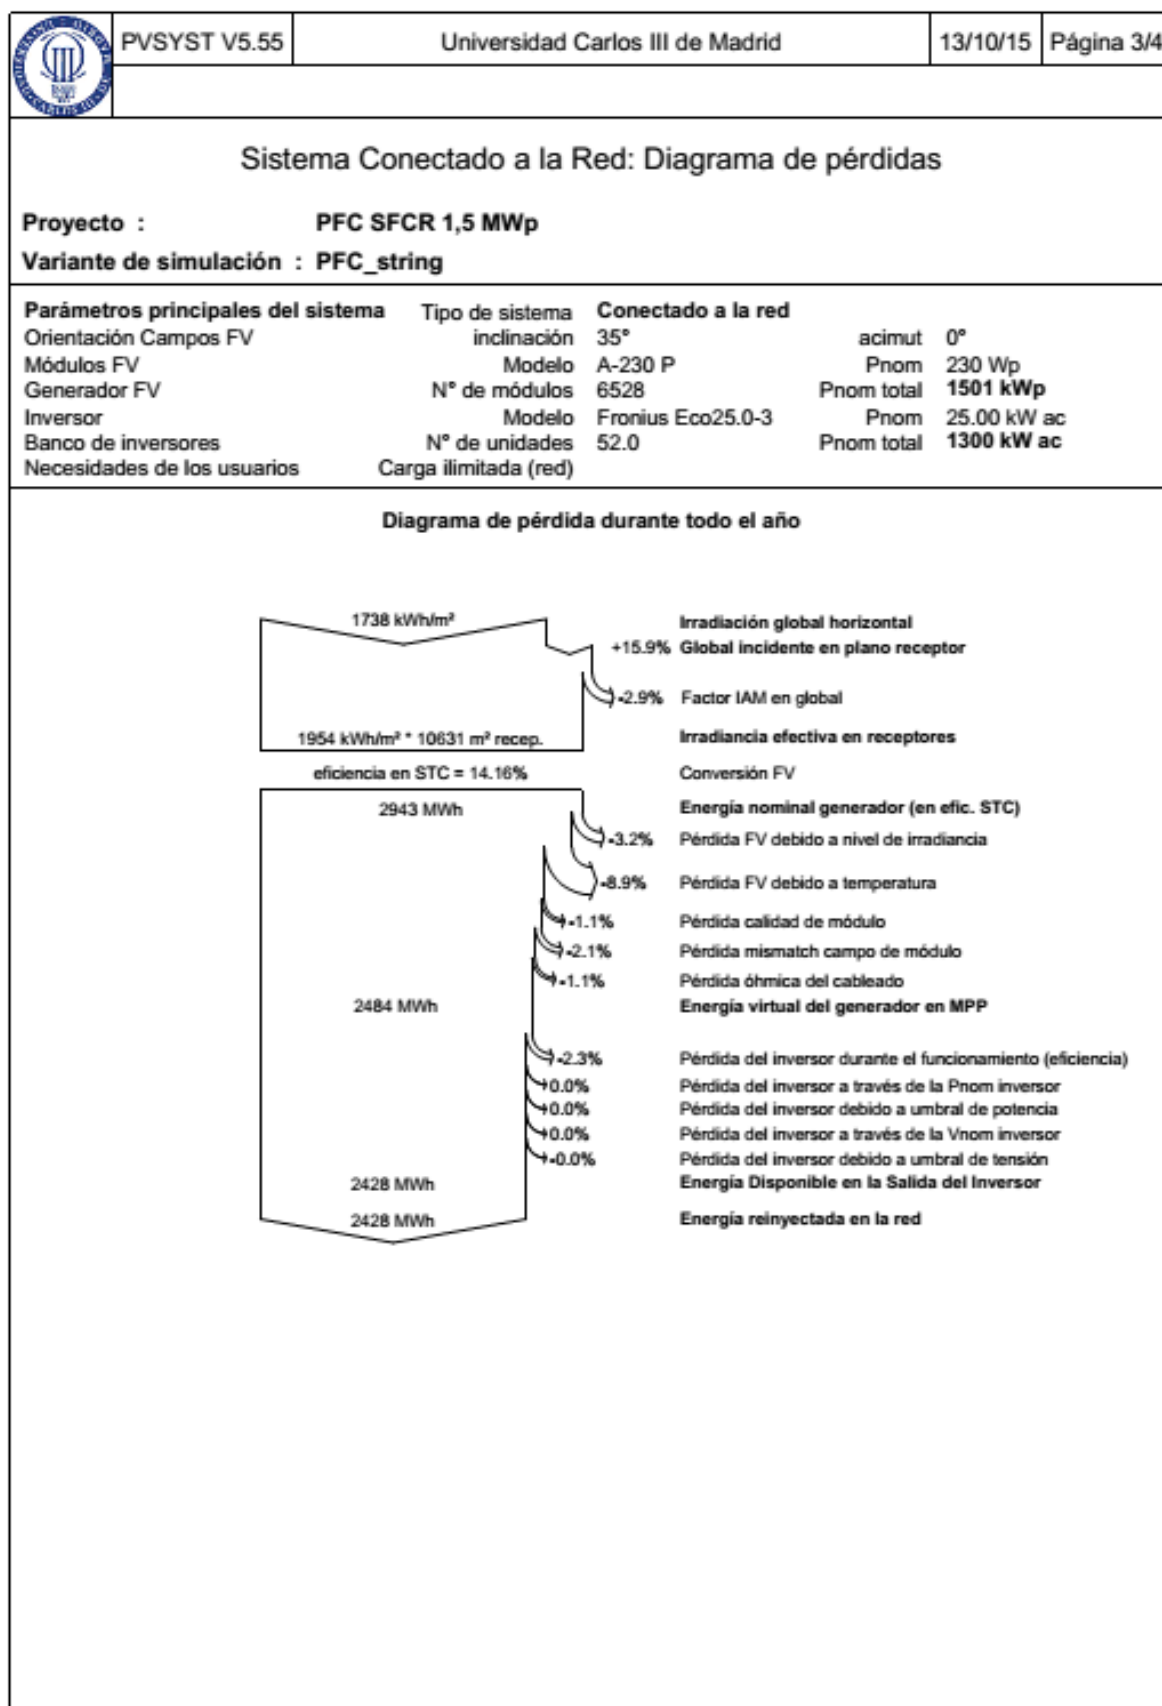 PVSYST V5.55 Universidad Carlos III de Madrid 13/10/15 Página 3/4
Sistema Conectado a la Red: Diagrama de pérdidas
Proyecto : PFC SFCR 1,5 MWp
Variante de simulación : PFC_string
Parámetros principales del sistema Tipo de sistema Conectado a la red
Orientación Campos FV inclinación 35° acimut 0°
Módulos FV Modelo A-230 P Pnom 230 Wp
Generador FV N° de módulos 6528 Pnom total 1501 kWp
Inversor Modelo Fronius Eco25.0-3 Pnom 25.00 kW ac
Banco de inversores N° de unidades 52.0 Pnom total 1300 kW ac
Necesidades de los usuarios Carga ilimitada (red)
Diagrama de pérdida durante todo el año
1738 kWh/m² Irradiación global horizontal
+15.9% Global incidente en plano receptor
-2.9% Factor IAM en global
1954 kWh/m² * 10631 m² recep. Irradiancia efectiva en receptores
eficiencia en STC = 14.16% Conversión FV
2943 MWh Energía nominal generador (en efic. STC)
-3.2% Pérdida FV debido a nivel de irradiancia
-8.9% Pérdida FV debido a temperatura
-1.1% Pérdida calidad de módulo
-2.1% Pérdida mismatch campo de módulo
-1.1% Pérdida óhmica del cableado
2484 MWh Energía virtual del generador en MPP
-2.3% Pérdida del inversor durante el funcionamiento (eficiencia)
0.0% Pérdida del inversor a través de la Pnom inversor
0.0% Pérdida del inversor debido a umbral de potencia
0.0% Pérdida del inversor a través de la Vnom inversor
-0.0% Pérdida del inversor debido a umbral de tensión
2428 MWh Energía Disponible en la Salida del Inversor
2428 MWh Energía reinyectada en la red